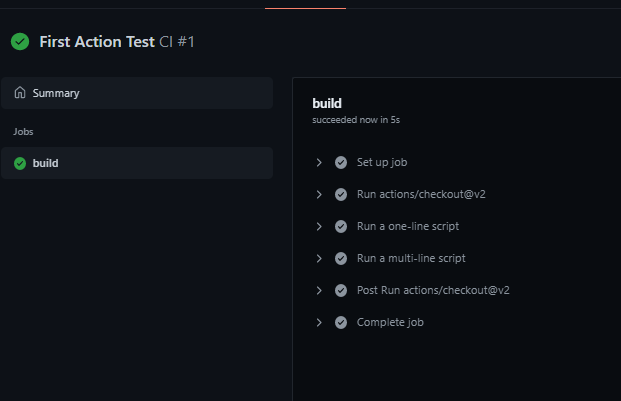 First Action Test CI #1
Summary
Jobs
build
build
succeeded now in 5s
Set up job
Run actions/checkout@v2
Run a one-line script
Run a multi-line script
Post Run actions/checkout@v2
Complete job